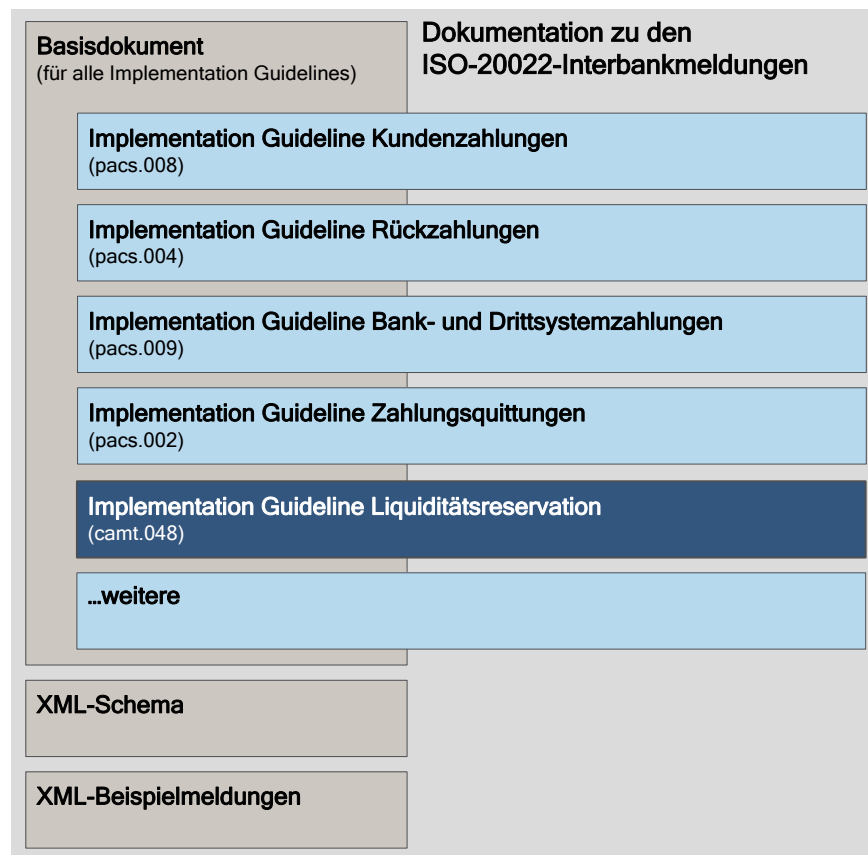 Basisdokument
(für alle Implementation Guidelines)
Dokumentation zu den
ISO-20022-Interbankmeldungen
Implementation Guideline Kundenzahlungen
(pacs.008)
Implementation Guideline Rückzahlungen
(pacs.004)
Implementation Guideline Bank- und Drittsystemzahlungen
(pacs.009)
Implementation Guideline Zahlungsquittungen
(pacs.002)
Implementation Guideline Liquiditätsreservation
(camt.048)
...weitere
XML-Schema
XML-Beispielmeldungen